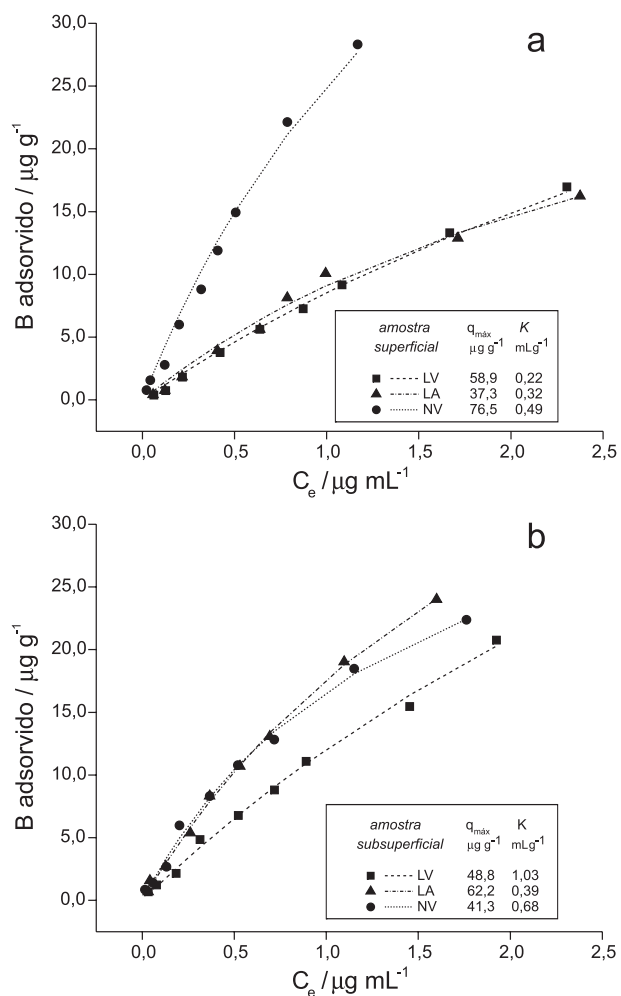 a
30,0
25,0
20,0
15,0
10,0
5,0
0,0
B adsorvido / µg g⁻¹
amostra superficial q máx µg g⁻¹ K mLg⁻¹
LV 58,9 0,22
LA 37,3 0,32
NV 76,5 0,49
0,0 0,5 1,0 1,5 2,0 2,5
Cₑ / µg mL⁻¹
b
30,0
25,0
20,0
15,0
10,0
5,0
0,0
B adsorvido / µg g⁻¹
amostra subsuperficial q máx µg g⁻¹ K mLg⁻¹
LV 48,8 1,03
LA 62,2 0,39
NV 41,3 0,68
0,0 0,5 1,0 1,5 2,0 2,5
Cₑ / µg mL⁻¹